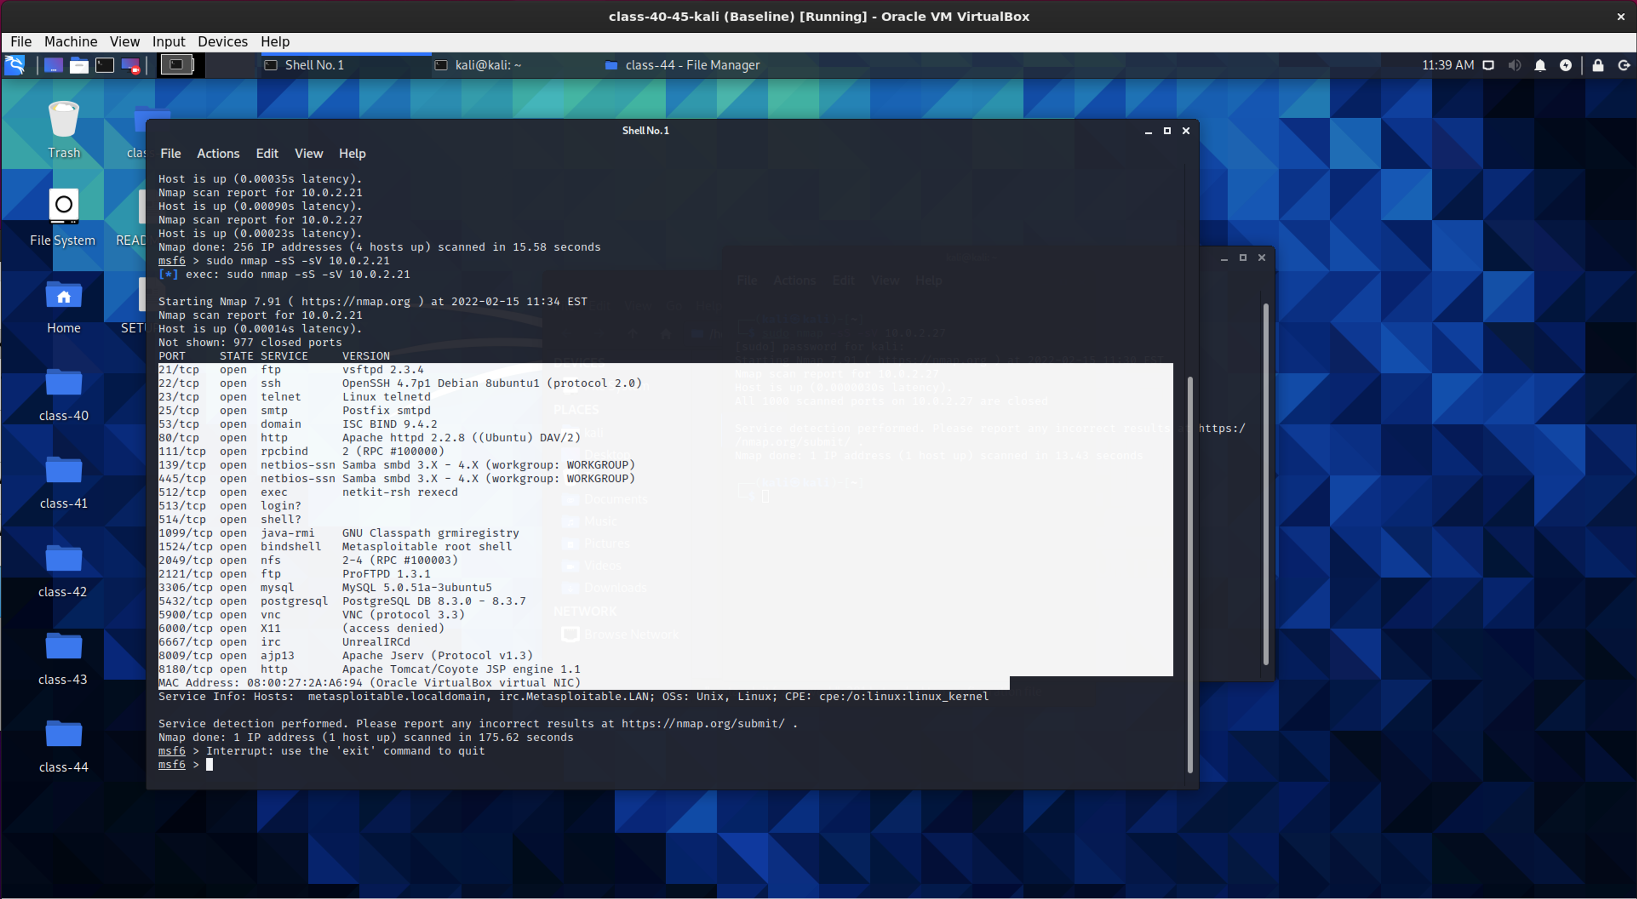 class-40-45-kali (Baseline) [Running] - Oracle VM VirtualBox
File Machine View Input Devices Help
Shell No. 1
kali@kali: ~
class-44 - File Manager
11:39 AM
Trash
File System
Home
class-40
class-41
class-42
class-43
class-44
Shell No.1
File Actions Edit View Help
Host is up (0.00035s latency).
Nmap scan report for 10.0.2.21
Host is up (0.00090s latency).
Nmap scan report for 10.0.2.27
Host is up (0.00023s latency).
Nmap done: 256 IP addresses (4 hosts up) scanned in 15.58 seconds
msf6 > sudo nmap -sS -sV 10.0.2.21
[*] exec: sudo nmap -sS -sV 10.0.2.21
Starting Nmap 7.91 ( https://nmap.org ) at 2022-02-15 11:34 EST
Nmap scan report for 10.0.2.21
Host is up (0.00014s latency).
Not shown: 977 closed ports
PORT STATE SERVICE VERSION
21/tcp open ftp vsftpd 2.3.4
22/tcp open ssh OpenSSH 4.7p1 Debian 8ubuntu1 (protocol 2.0)
23/tcp open telnet Linux telnetd
25/tcp open smtp Postfix smtpd
53/tcp open domain ISC BIND 9.4.2
80/tcp open http Apache httpd 2.2.8 ((Ubuntu) DAV/2)
111/tcp open rpcbind 2 (RPC #100000)
139/tcp open netbios-ssn Samba smbd 3.X - 4.X (workgroup: WORKGROUP)
445/tcp open netbios-ssn Samba smbd 3.X - 4.X (workgroup: WORKGROUP)
512/tcp open exec netkit-rsh rexecd
513/tcp open login?
514/tcp open shell?
1099/tcp open java-rmi GNU Classpath grmiregistry
1524/tcp open bindshell Metasploitable root shell
2049/tcp open nfs 2-4 (RPC #100003)
2121/tcp open ftp ProFTPD 1.3.1
3306/tcp open mysql MySQL 5.0.51a-3ubuntu5
5432/tcp open postgresql PostgreSQL DB 8.3.0 - 8.3.7
5900/tcp open vnc VNC (protocol 3.3)
6000/tcp open X11 (access denied)
6667/tcp open irc UnrealIRCd
8009/tcp open ajp13 Apache Jserv (Protocol v1.3)
8180/tcp open http Apache Tomcat/Coyote JSP engine 1.1
MAC Address: 08:00:27:2A:A6:94 (Oracle VirtualBox virtual NIC)
Service Info: Hosts:  metasploitable.localdomain, irc.Metasploitable.LAN; OSs: Unix, Linux; CPE: cpe:/o:linux:linux_kernel
Service detection performed. Please report any incorrect results at https://nmap.org/submit/ .
Nmap done: 1 IP address (1 host up) scanned in 175.62 seconds
msf6 > Interrupt: use the 'exit' command to quit
msf6 >
File Actions Edit View Help
PLACES
Documents
Music
Pictures
Videos
Downloads
NETWORK
Browse Network
https:/